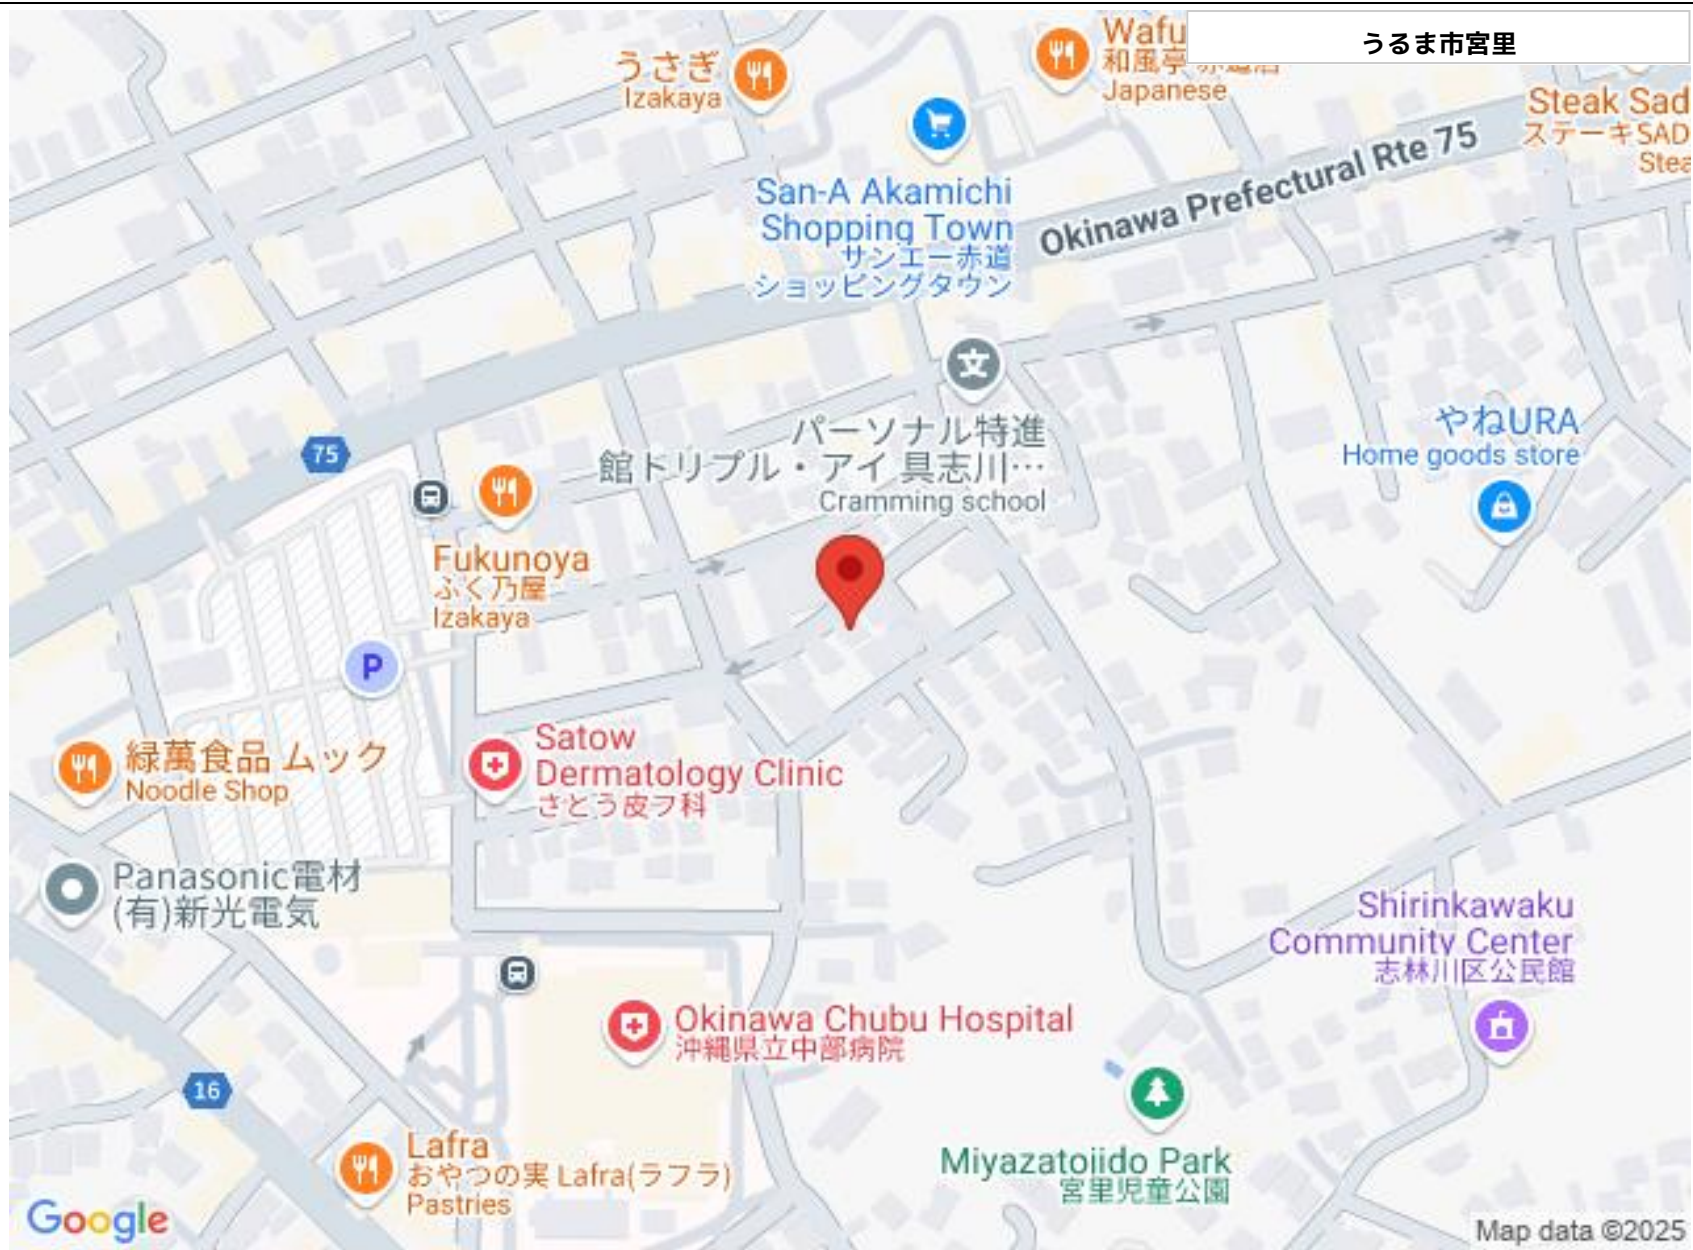 うるま市宮里
Wafu
和風亭
Japanese
うさぎ
Izakaya
Steak Sad
ステーキSAD
Stea
Okinawa Prefectural Rte 75
San-A Akamichi
Shopping Town
サンエー赤道
ショッピングタウン
文
パーソナル特進
館トリプル・アイ 具志川…
Cramming school
やねURA
Home goods store
75
Fukunoya
ふく乃屋
Izakaya
P
Satow
Dermatology Clinic
さとう皮フ科
緑萬食品 ムック
Noodle Shop
Panasonic電材
(有)新光電気
Shirinkawaku
Community Center
志林川区公民館
Okinawa Chubu Hospital
沖縄県立中部病院
16
Miyazatojido Park
宮里児童公園
Lafra
おやつの実 Lafra(ラフラ)
Pastries
Google
Map data ©2025